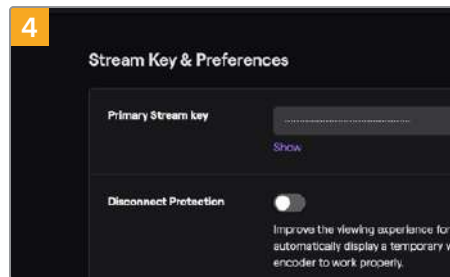 4
Stream Key & Preferences
Primary Stream key
Show
Disconnect Protection
Improve the viewing experience for
automatically display a temporary
encoder to work properly.